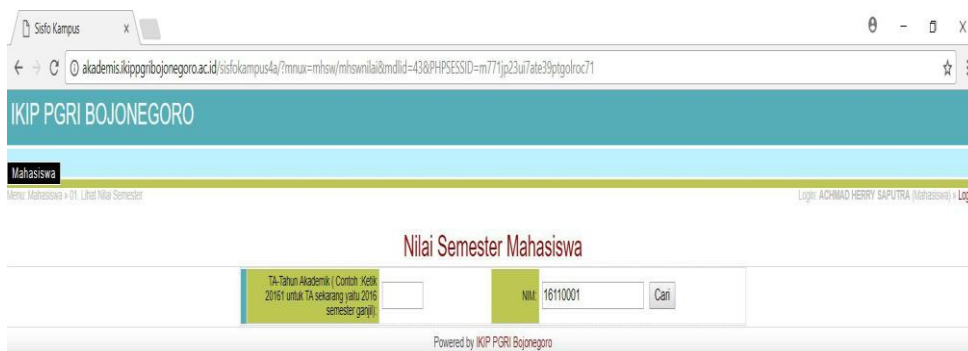 Sisfo Kampus
akademis.ikippgribojonegoro.ac.id/sisfokampus4a/?mnux=mhsw/mhswnilai&mdlid=43&PHPSESSID=m771jp23ui7ate39ptgolroc71
IKIP PGRI BOJONEGORO
Mahasiswa
Menu: Mahasiswa » 01. Lihat Nilai Semester
Login: ACHMAD HERRY SAPUTRA (Mahasiswa) » Log
Nilai Semester Mahasiswa
TA-Tahun Akademik ( Contoh :Ketik
20161 untuk TA sekarang yaitu 2016
semester ganjil):
NIM: 16110001 Cari
Powered by IKIP PGRI Bojonegoro